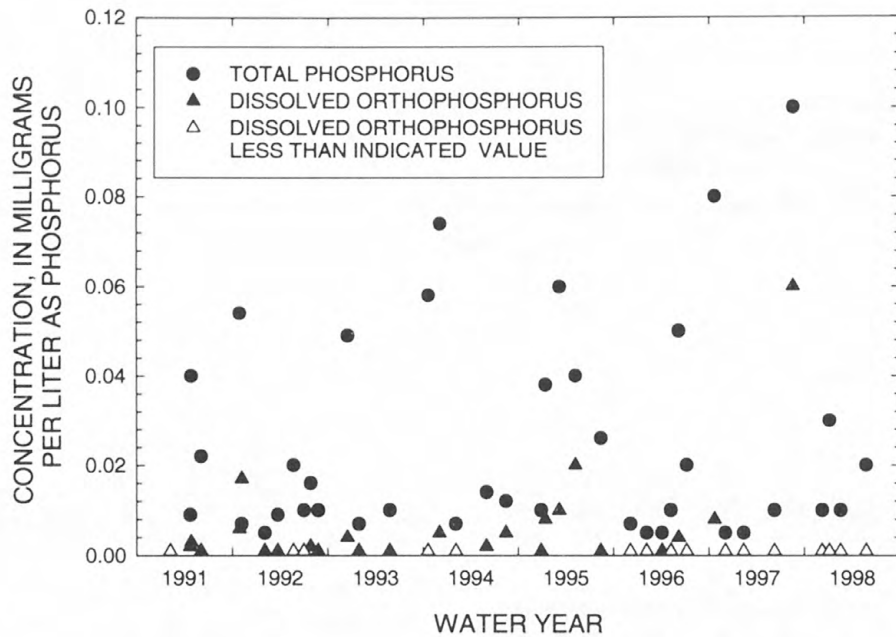 CONCENTRATION, IN MILLIGRAMS
PER LITER AS PHOSPHORUS
0.12
0.10
0.08
0.06
0.04
0.02
0.00
TOTAL PHOSPHORUS
DISSOLVED ORTHOPHOSPHORUS
DISSOLVED ORTHOPHOSPHORUS
LESS THAN INDICATED VALUE
1991 1992 1993 1994 1995 1996 1997 1998
WATER YEAR